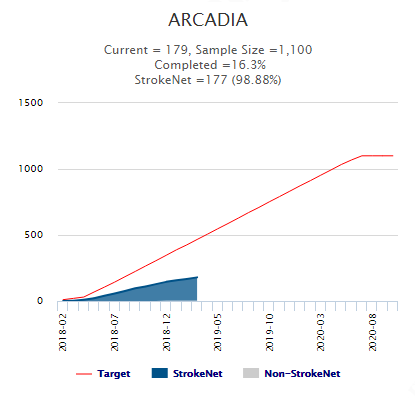 ARCADIA
Current = 179, Sample Size =1,100
Completed =16.3%
StrokeNet =177 (98.88%)
1500
1000
500
0
2018-02
2018-07
2018-12
2019-05
2019-10
2020-03
2020-08
Target
StrokeNet
Non-StrokeNet